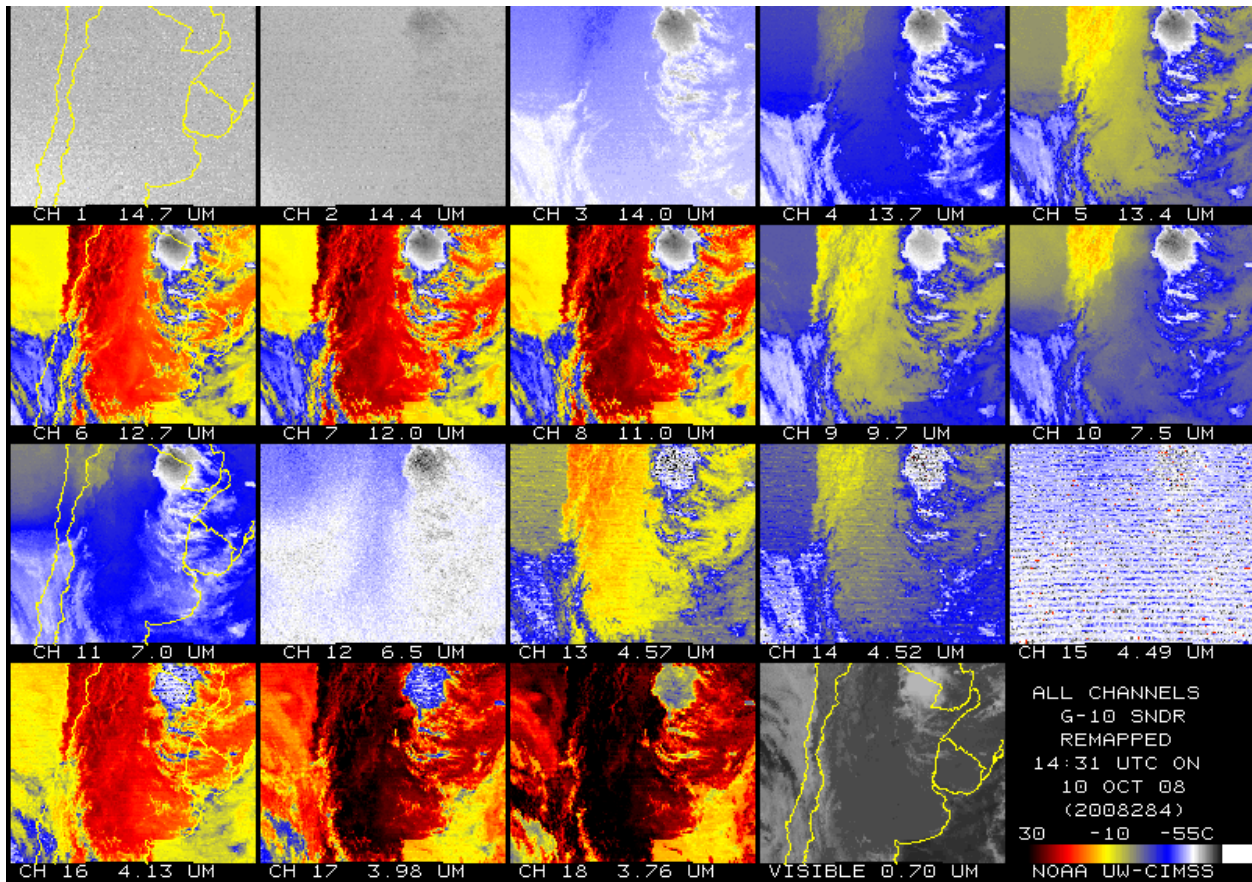 CH 1 14.7 UM
CH 2 14.4 UM
CH 3 14.0 UM
CH 4 13.7 UM
CH 5 13.4 UM
CH 6 12.7 UM
CH 7 12.0 UM
CH 8 11.0 UM
CH 9 9.7 UM
CH 10 7.5 UM
CH 11 7.0 UM
CH 12 6.5 UM
CH 13 4.57 UM
CH 14 4.52 UM
CH 15 4.49 UM
CH 16 4.13 UM
CH 17 3.98 UM
CH 18 3.76 UM
VISIBLE 0.70 UM
ALL CHANNELS
G-10 SNDR
REMAPPED
14:31 UTC ON
10 OCT 08
(2008284)
30 -10 -55C
NOAA UW-CIMSS